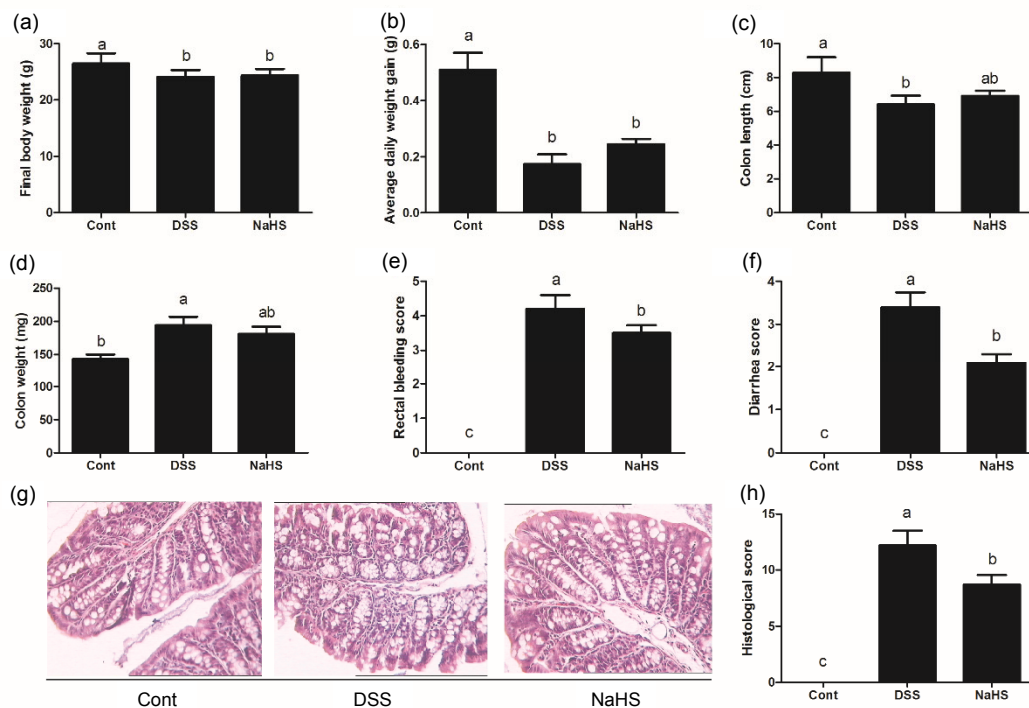 (a)
Final body weight (g)
30
20
10
0
a
b
b
Cont DSS NaHS
(b)
Average daily weight gain (g)
0.6
0.4
0.2
0.0
a
b
b
Cont DSS NaHS
(c)
Colon length (cm)
10
8
6
4
2
0
a
b
ab
Cont DSS NaHS
(d)
Colon weight (mg)
250
200
150
100
50
0
b
a
ab
Cont DSS NaHS
(e)
Rectal bleeding score
5
4
3
2
1
0
c
a
b
Cont DSS NaHS
(f)
Diarrhea score
4
3
2
1
0
c
a
b
Cont DSS NaHS
(g)
Cont DSS NaHS
(h)
Histological score
15
10
5
0
c
a
b
Cont DSS NaHS